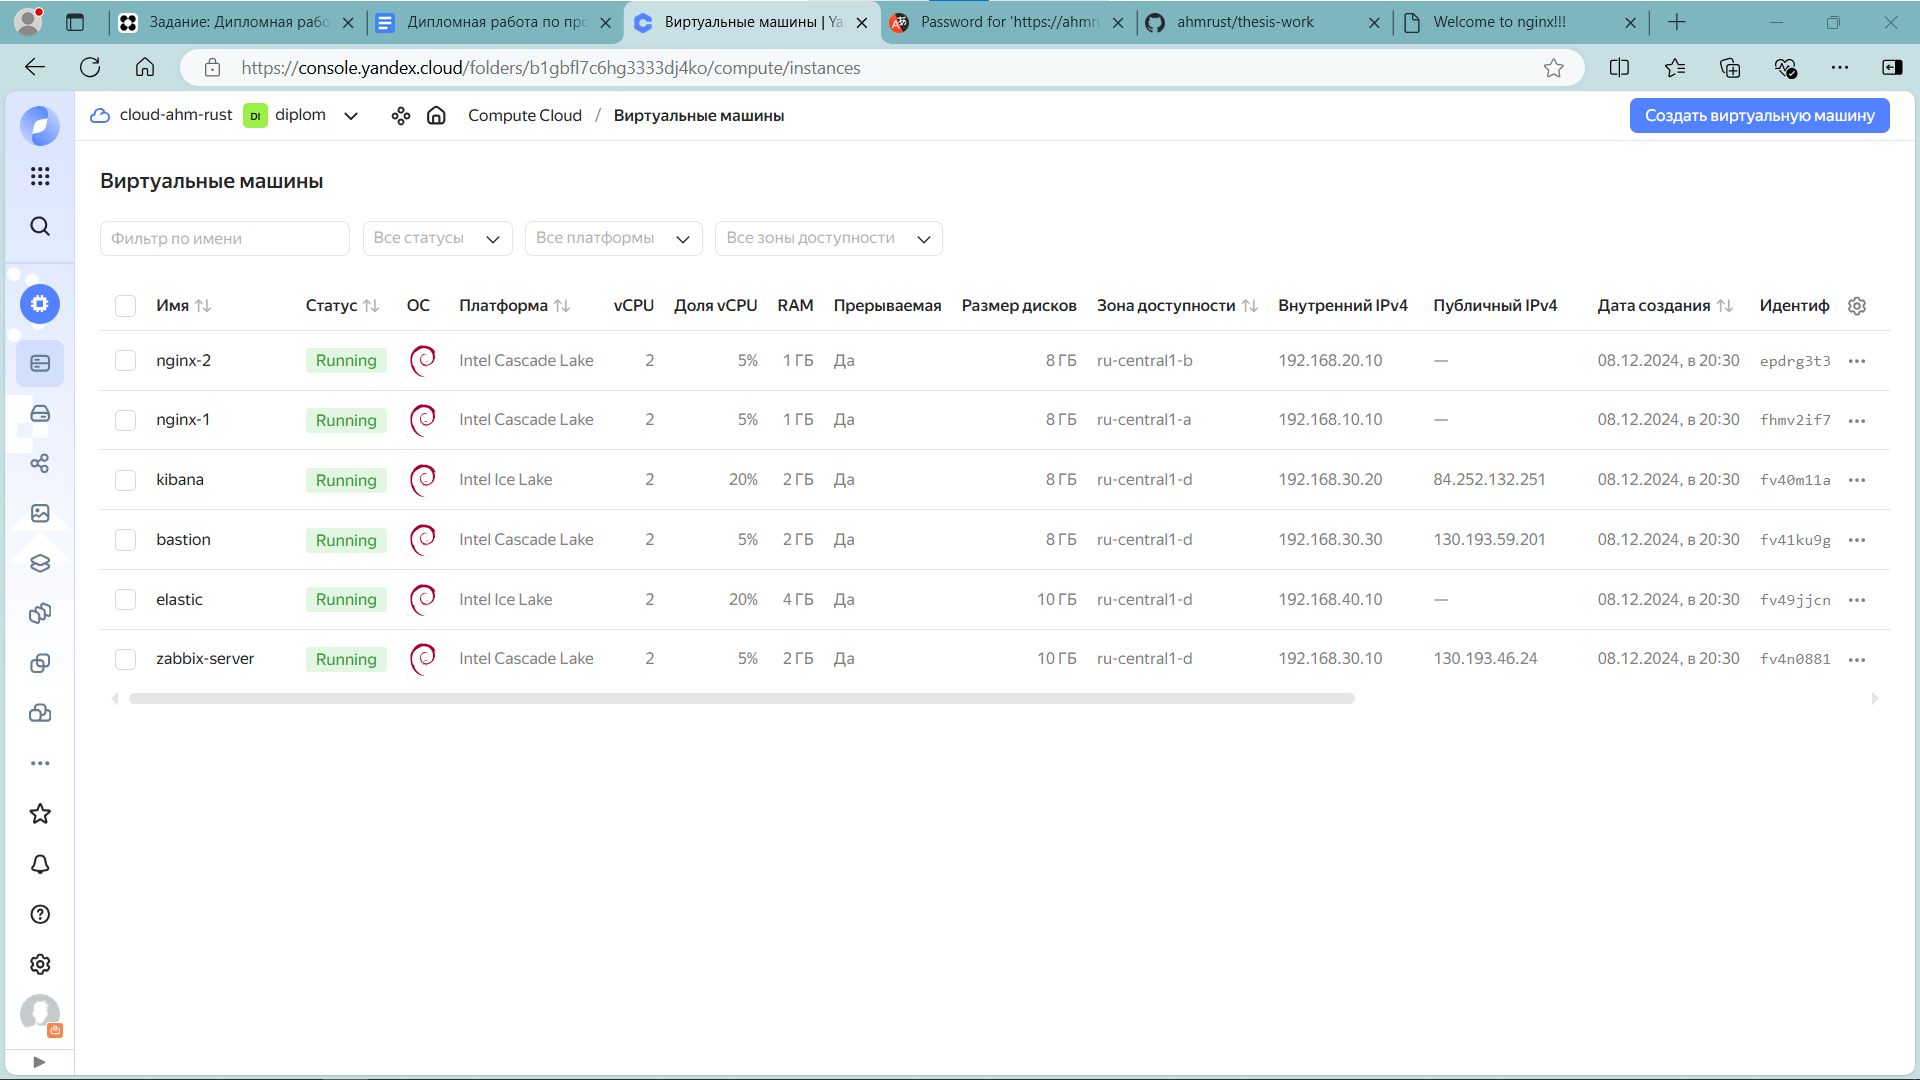 Задание: Дипломная рабо
Дипломная работа по про
Виртуальные машины | Ya
Password for 'https://ahmru
ahmrust/thesis-work
Welcome to nginx!!!
https://console.yandex.cloud/folders/b1gbfl7c6hg3333dj4ko/compute/instances
cloud-ahm-rust DI diplom Compute Cloud / Виртуальные машины Создать виртуальную машину
Виртуальные машины
Фильтр по имени Все статусы Все платформы Все зоны доступности
Имя Статус ОС Платформа vCPU Доля vCPU RAM Прерываемая Размер дисков Зона доступности Внутренний IPv4 Публичный IPv4 Дата создания Идентиф
nginx-2 Running Intel Cascade Lake 2 5% 1 ГБ Да 8 ГБ ru-central1-b 192.168.20.10 — 08.12.2024, в 20:30 epdrg3t3
nginx-1 Running Intel Cascade Lake 2 5% 1 ГБ Да 8 ГБ ru-central1-a 192.168.10.10 — 08.12.2024, в 20:30 fhmv2if7
kibana Running Intel Ice Lake 2 20% 2 ГБ Да 8 ГБ ru-central1-d 192.168.30.20 84.252.132.251 08.12.2024, в 20:30 fv40m11a
bastion Running Intel Cascade Lake 2 5% 2 ГБ Да 8 ГБ ru-central1-d 192.168.30.30 130.193.59.201 08.12.2024, в 20:30 fv41ku9g
elastic Running Intel Ice Lake 2 20% 4 ГБ Да 10 ГБ ru-central1-d 192.168.40.10 — 08.12.2024, в 20:30 fv49jjcn
zabbix-server Running Intel Cascade Lake 2 5% 2 ГБ Да 10 ГБ ru-central1-d 192.168.30.10 130.193.46.24 08.12.2024, в 20:30 fv4n0881